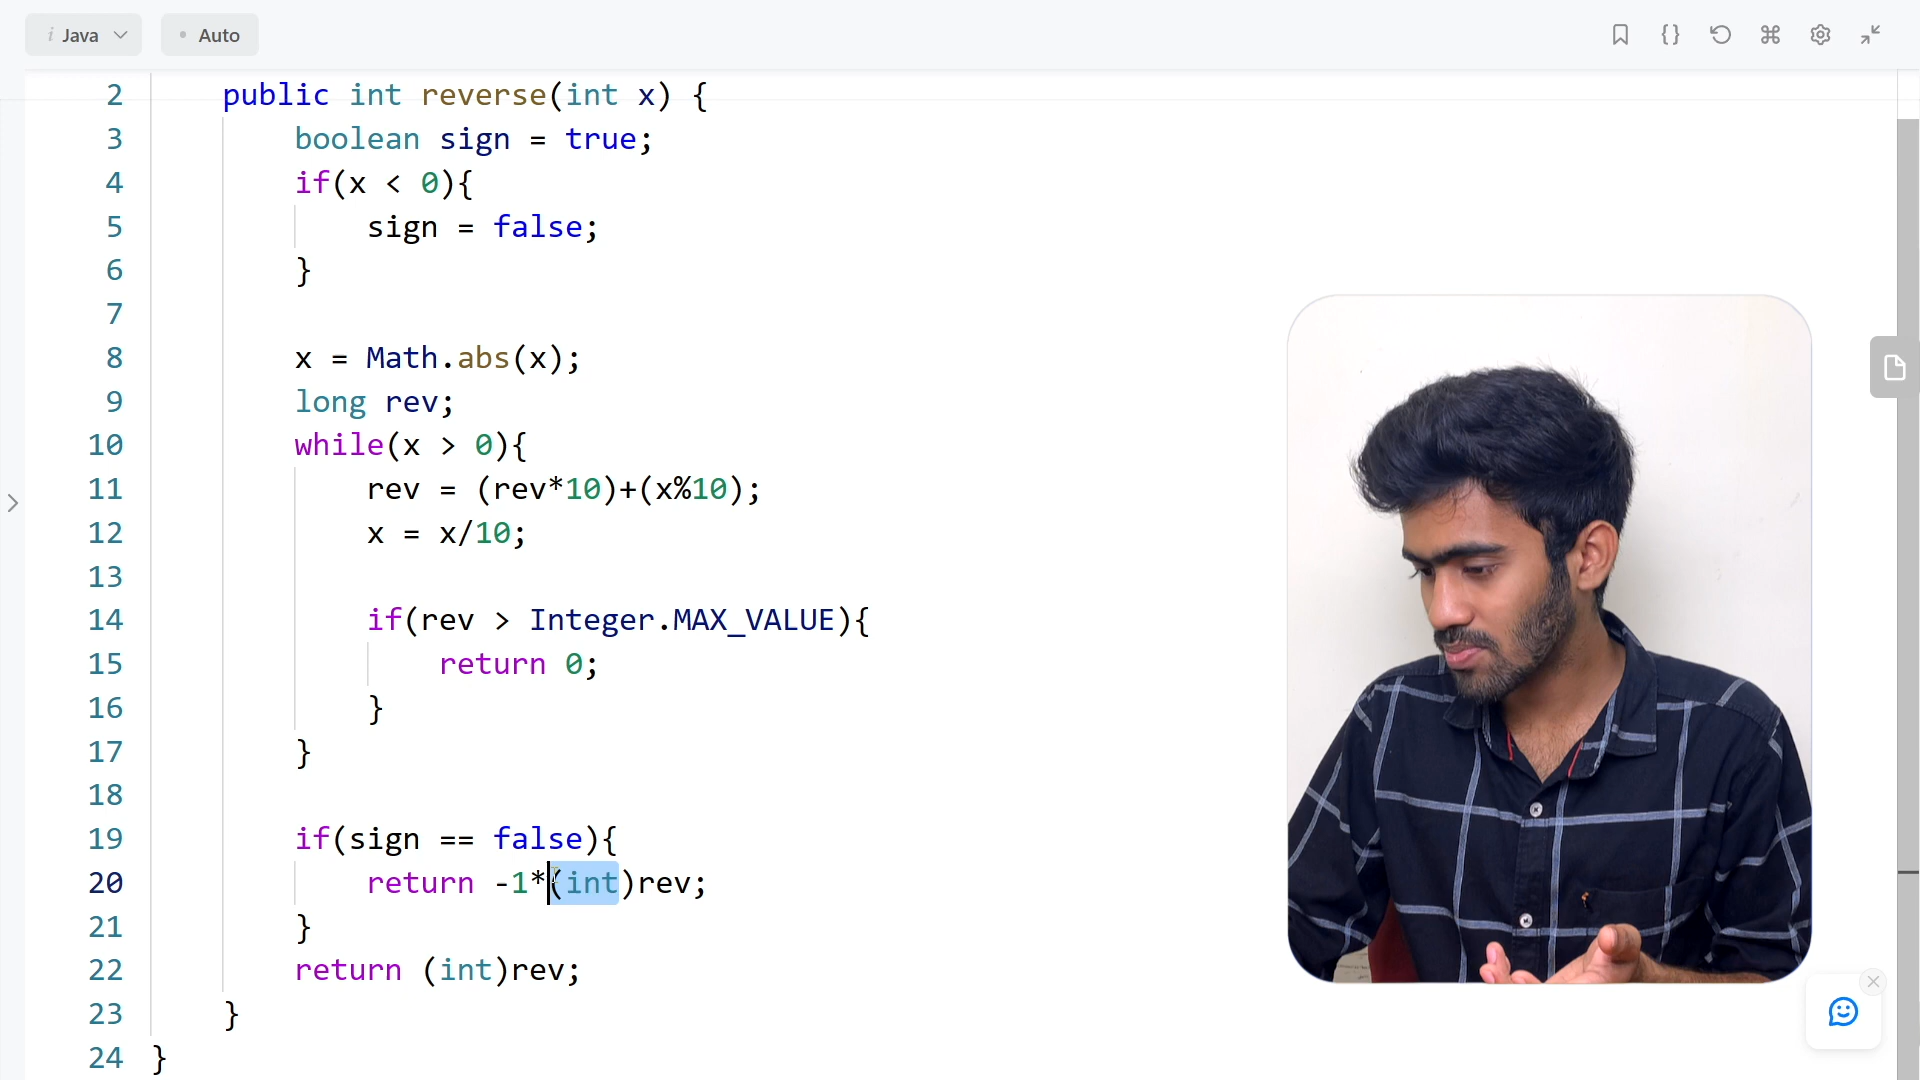 i Java
Auto
2 public int reverse(int x) {
3 boolean sign = true;
4 if(x < 0){
5 sign = false;
6 }
7
8 x = Math.abs(x);
9 long rev;
10 while(x > 0){
11 rev = (rev*10)+(x%10);
12 x = x/10;
13
14 if(rev > Integer.MAX_VALUE){
15 return 0;
16 }
17 }
18
19 if(sign == false){
20 return -1*(int)rev;
21 }
22 return (int)rev;
23 }
24 }